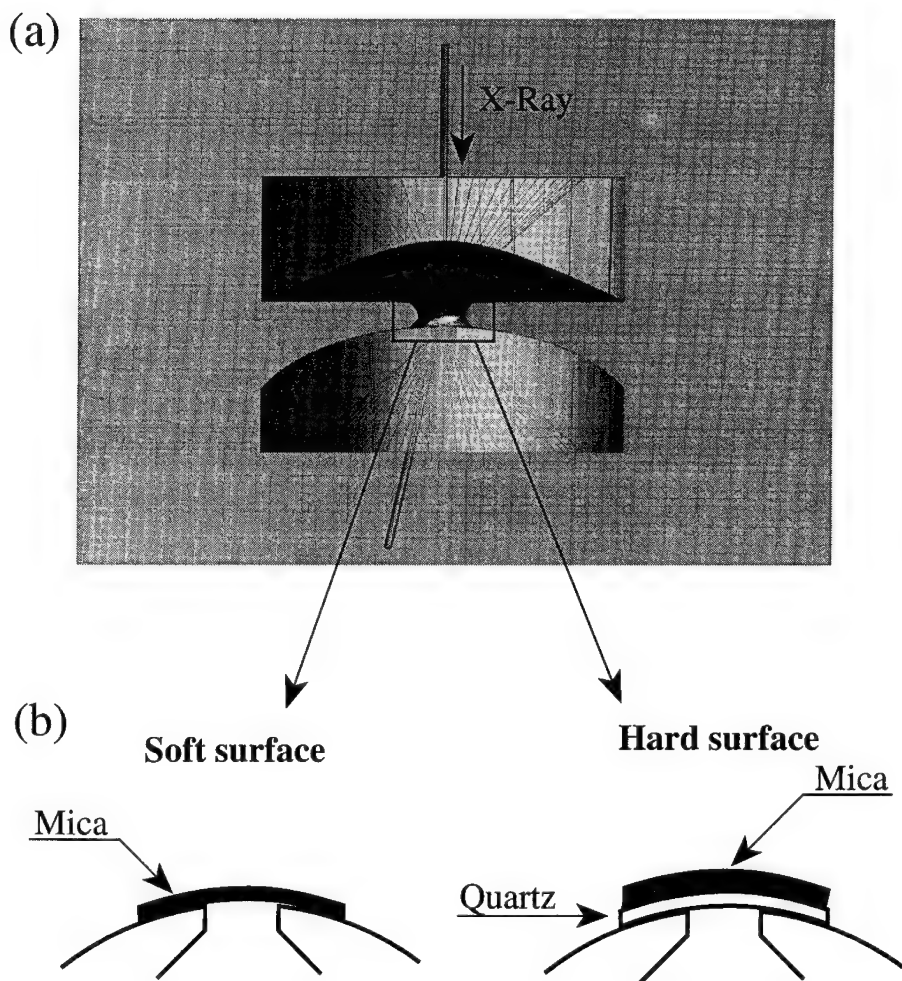 (a)
X-Ray
(b)
Soft surface
Hard surface
Mica
Mica
Quartz